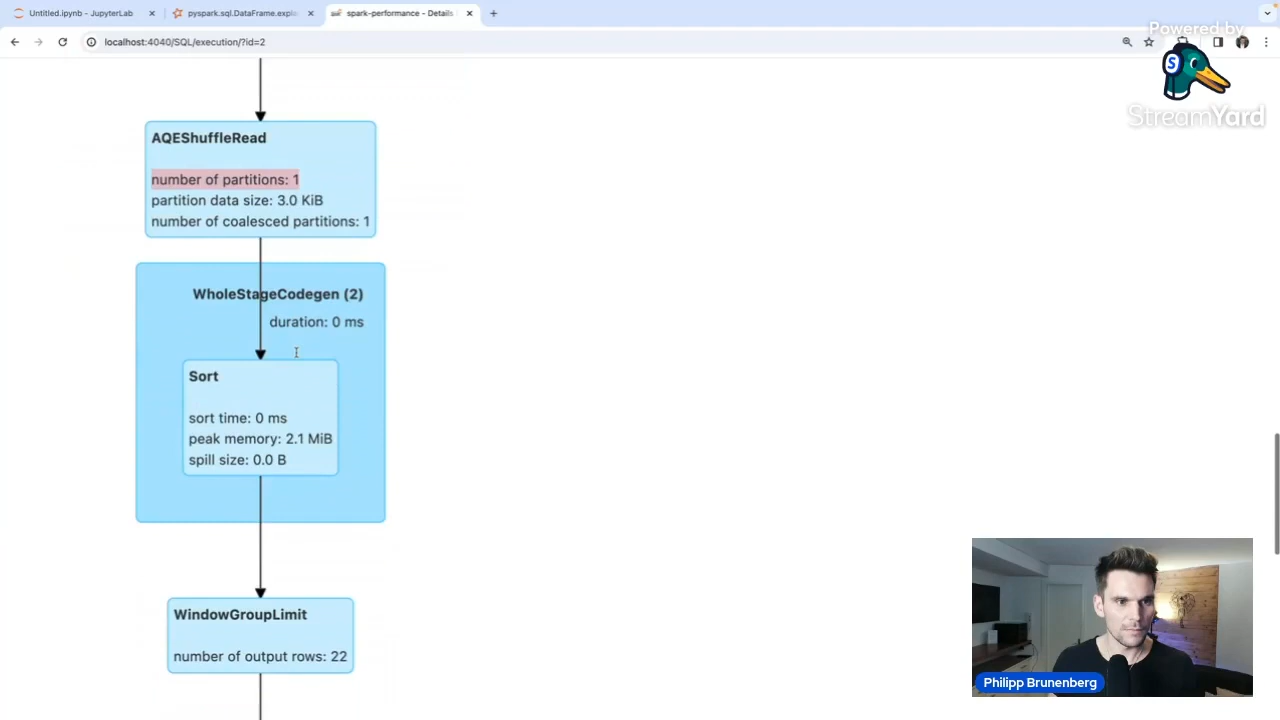 Untitled.ipynb - JupyterLab
pyspark.sql.DataFrame.expla
spark-performance - Details
localhost:4040/SQL/execution/?id=2
Powered by
S
StreamYard
AQEShuffleRead
number of partitions: 1
partition data size: 3.0 KiB
number of coalesced partitions: 1
WholeStageCodegen (2)
duration: 0 ms
Sort
sort time: 0 ms
peak memory: 2.1 MiB
spill size: 0.0 B
WindowGroupLimit
number of output rows: 22
Philipp Brunenberg